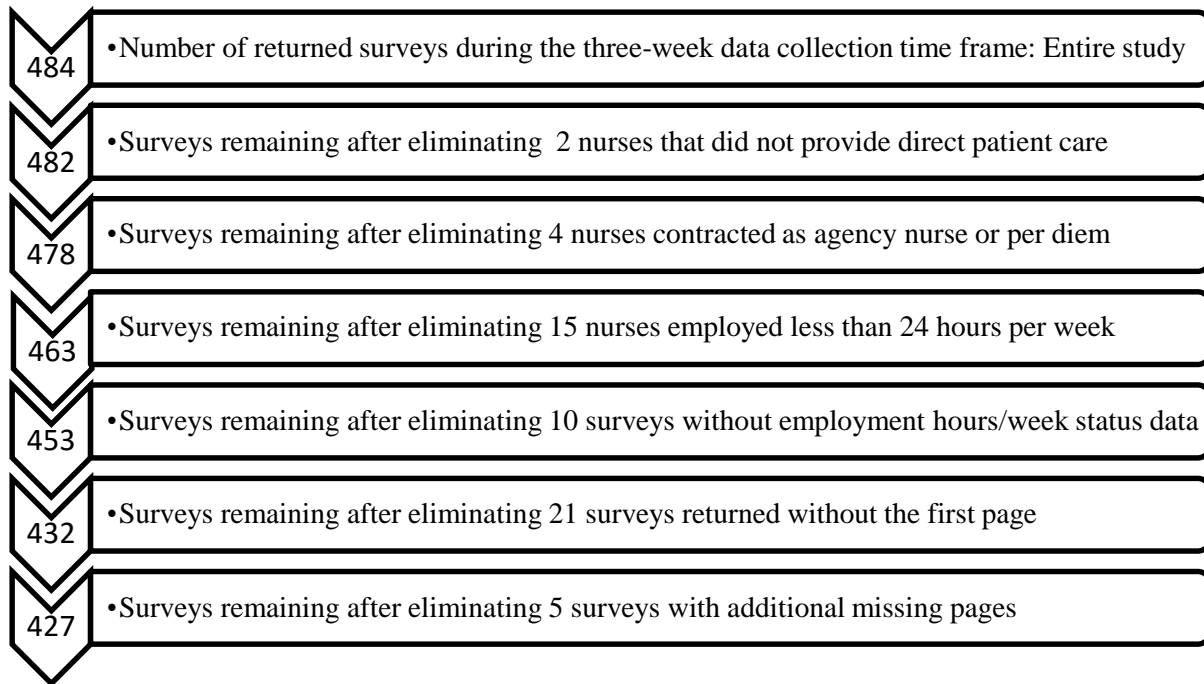 484
•Number of returned surveys during the three-week data collection time frame: Entire study
482
•Surveys remaining after eliminating  2 nurses that did not provide direct patient care
478
•Surveys remaining after eliminating 4 nurses contracted as agency nurse or per diem
463
•Surveys remaining after eliminating 15 nurses employed less than 24 hours per week
453
•Surveys remaining after eliminating 10 surveys without employment hours/week status data
432
•Surveys remaining after eliminating 21 surveys returned without the first page
427
•Surveys remaining after eliminating 5 surveys with additional missing pages